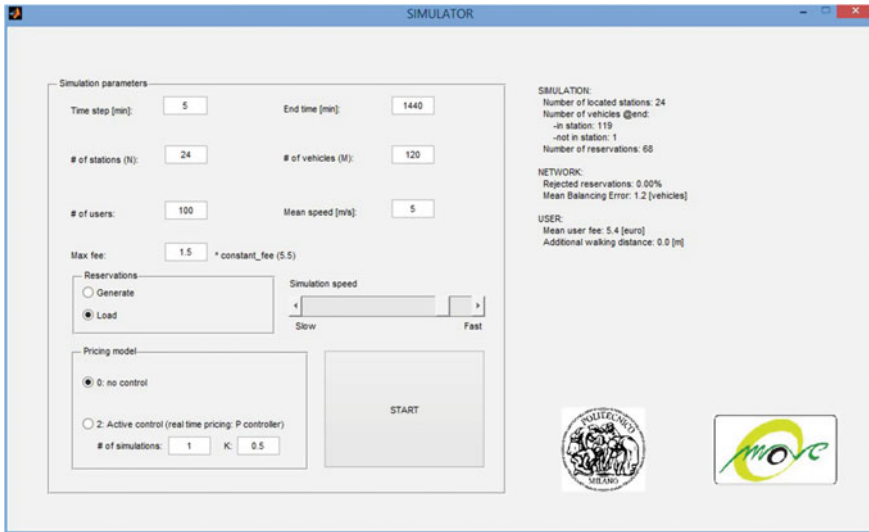 SIMULATOR
Simulation parameters
Time step [min]: 5 End time [min]: 1440
# of stations (N): 24 # of vehicles (M): 120
# of users: 100 Mean speed [m/s]: 5
Max fee: 1.5 * constant_fee (5.5)
Reservations
Generate
Load
Simulation speed
Slow Fast
Pricing model
0: no control
2: Active control (real time pricing: P controller)
# of simulations: 1 K: 0.5
START
SIMULATION:
Number of located stations: 24
Number of vehicles @end:
-in station: 119
-not in station: 1
Number of reservations: 68
NETWORK:
Rejected reservations: 0.00%
Mean Balancing Error: 1.2 [vehicles]
USER:
Mean user fee: 5.4 [euro]
Additional walking distance: 0.0 [m]
POLITECNICO
MILANO
move